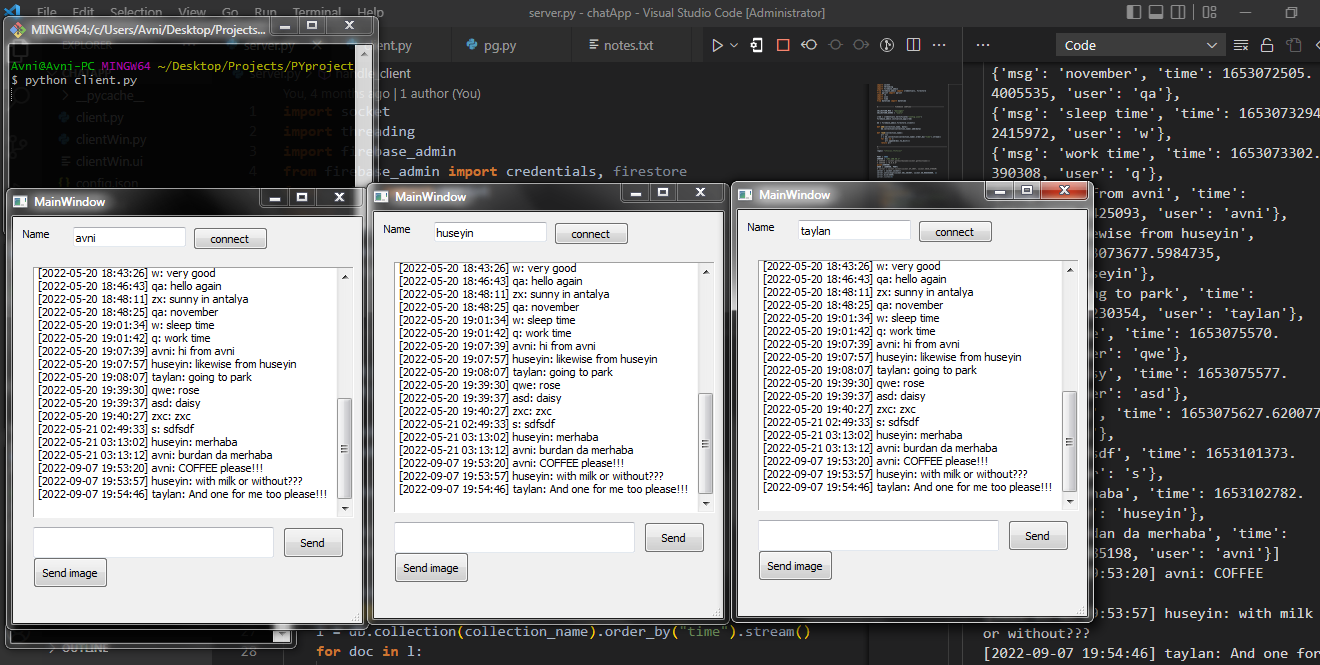 File Edit Selection View Go Run Terminal Help
server.py - chatApp - Visual Studio Code [Administrator]
MINGW64:/c/Users/Avni/Desktop/Projects...
Avni@Avni-PC MINGW64 ~/Desktop/Projects/PYproject
$ python client.py
EXPLORER
__pycache__
client.py
clientWin.py
clientWin.ui
config.json
server.py
pg.py
notes.txt
You, 4 months ago | 1 author (You)
1 import socket
2 import threading
3 import firebase_admin
4 from firebase_admin import credentials, firestore
MainWindow
Name
avni
connect
[2022-05-20 18:43:26] w: very good
[2022-05-20 18:46:43] qa: hello again
[2022-05-20 18:48:11] zx: sunny in antalya
[2022-05-20 18:48:25] qa: november
[2022-05-20 19:01:34] w: sleep time
[2022-05-20 19:01:42] q: work time
[2022-05-20 19:07:39] avni: hi from avni
[2022-05-20 19:07:57] huseyin: likewise from huseyin
[2022-05-20 19:08:07] taylan: going to park
[2022-05-20 19:39:30] qwe: rose
[2022-05-20 19:39:37] asd: daisy
[2022-05-20 19:40:27] zxc: zxc
[2022-05-21 02:49:33] s: sdfsdf
[2022-05-21 03:13:02] huseyin: merhaba
[2022-05-21 03:13:12] avni: burdan da merhaba
[2022-09-07 19:53:20] avni: COFFEE please!!!
[2022-09-07 19:53:57] huseyin: with milk or without???
[2022-09-07 19:54:46] taylan: And one for me too please!!!
Send
Send image
MainWindow
Name
huseyin
connect
[2022-05-20 18:43:26] w: very good
[2022-05-20 18:46:43] qa: hello again
[2022-05-20 18:48:11] zx: sunny in antalya
[2022-05-20 18:48:25] qa: november
[2022-05-20 19:01:34] w: sleep time
[2022-05-20 19:01:42] q: work time
[2022-05-20 19:07:39] avni: hi from avni
[2022-05-20 19:07:57] huseyin: likewise from huseyin
[2022-05-20 19:08:07] taylan: going to park
[2022-05-20 19:39:30] qwe: rose
[2022-05-20 19:39:37] asd: daisy
[2022-05-20 19:40:27] zxc: zxc
[2022-05-21 02:49:33] s: sdfsdf
[2022-05-21 03:13:02] huseyin: merhaba
[2022-05-21 03:13:12] avni: burdan da merhaba
[2022-09-07 19:53:20] avni: COFFEE please!!!
[2022-09-07 19:53:57] huseyin: with milk or without???
[2022-09-07 19:54:46] taylan: And one for me too please!!!
Send
Send image
MainWindow
Name
taylan
connect
[2022-05-20 18:43:26] w: very good
[2022-05-20 18:46:43] qa: hello again
[2022-05-20 18:48:11] zx: sunny in antalya
[2022-05-20 18:48:25] qa: november
[2022-05-20 19:01:34] w: sleep time
[2022-05-20 19:01:42] q: work time
[2022-05-20 19:07:39] avni: hi from avni
[2022-05-20 19:07:57] huseyin: likewise from huseyin
[2022-05-20 19:08:07] taylan: going to park
[2022-05-20 19:39:30] qwe: rose
[2022-05-20 19:39:37] asd: daisy
[2022-05-20 19:40:27] zxc: zxc
[2022-05-21 02:49:33] s: sdfsdf
[2022-05-21 03:13:02] huseyin: merhaba
[2022-05-21 03:13:12] avni: burdan da merhaba
[2022-09-07 19:53:20] avni: COFFEE please!!!
[2022-09-07 19:53:57] huseyin: with milk or without???
[2022-09-07 19:54:46] taylan: And one for me too please!!!
Send
Send image
= db.collection(collection_name).order_by("time").stream()
28 for doc in l:
OUTLINE
Code
{'msg': 'november', 'time': 1653072505.
4005535, 'user': 'qa'},
{'msg': 'sleep time', 'time': 1653073294
2415972, 'user': 'w'},
{'msg': 'work time', 'time': 1653073302.
390308, 'user': 'q'},
from avni', 'time':
425093, 'user': 'avni'},
ewise from huseyin',
53073677.5984735,
seyin'},
ng to park', 'time':
230354, 'user': 'taylan'},
e', 'time': 1653075570.
er': 'qwe'},
sy', 'time': 1653075577.
er': 'asd'},
, 'time': 1653075627.620077
'},
sdf', 'time': 1653101373.
r': 's'},
haba', 'time': 1653102782.
': 'huseyin'},
dan da merhaba', 'time':
35198, 'user': 'avni'}]
9:53:20] avni: COFFEE
9:53:57] huseyin: with milk
or without???
[2022-09-07 19:54:46] taylan: And one for